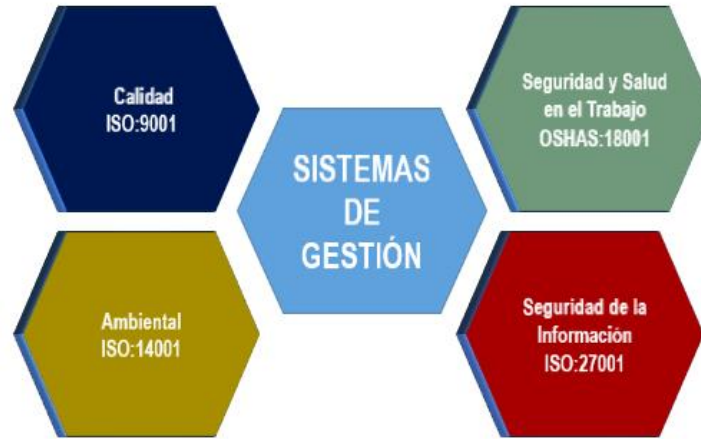 Calidad
ISO:9001
Seguridad y Salud
en el Trabajo
OSHAS:18001
SISTEMAS
DE
GESTIÓN
Ambiental
ISO:14001
Seguridad de la
Información
ISO:27001